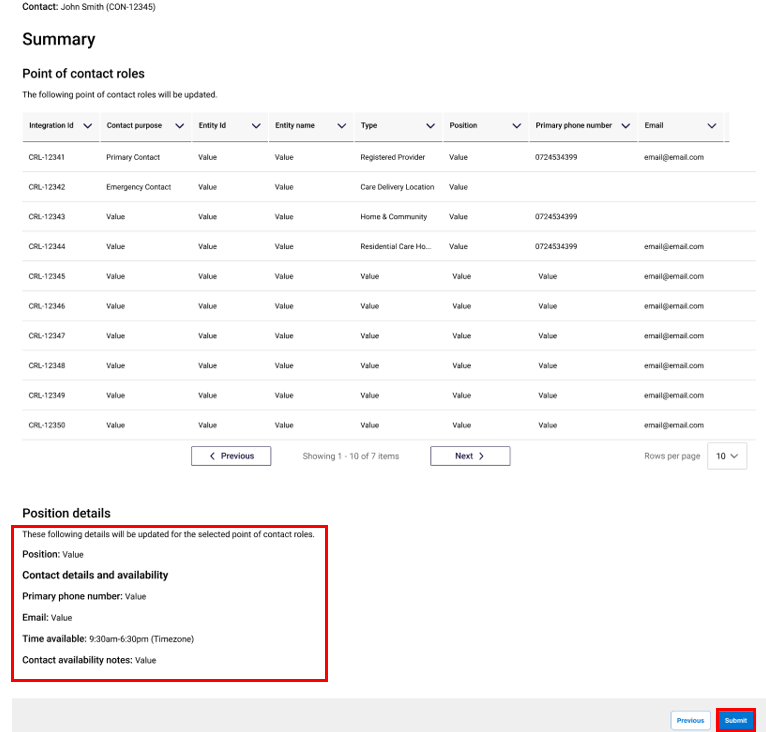 Contact: John Smith (CON-12345)
Summary
Point of contact roles
The following point of contact roles will be updated.
Integration Id Contact purpose Entity Id Entity name Type Position Primary phone number Email
CRL-12341 Primary Contact Value Value Registered Provider Value 0724534399 email@email.com
CRL-12342 Emergency Contact Value Value Care Delivery Location Value
CRL-12343 Value Value Value Home & Community Value 0724534399
CRL-12344 Value Value Value Residential Care Ho... Value 0724534399 email@email.com
CRL-12345 Value Value Value Value Value Value email@email.com
CRL-12346 Value Value Value Value Value Value email@email.com
CRL-12347 Value Value Value Value Value Value email@email.com
CRL-12348 Value Value Value Value Value Value email@email.com
CRL-12349 Value Value Value Value Value Value email@email.com
CRL-12350 Value Value Value Value Value Value email@email.com
Previous Showing 1 - 10 of 7 items Next Rows per page 10
Position details
These following details will be updated for the selected point of contact roles.
Position: Value
Contact details and availability
Primary phone number: Value
Email: Value
Time available: 9:30am-6:30pm (Timezone)
Contact availability notes: Value
Previous Submit